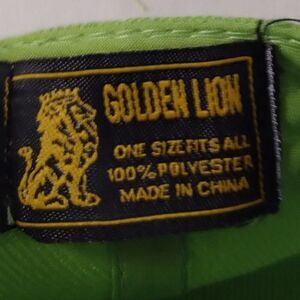 GOLDEN LION
ONE SIZE FITS ALL
100% POLYESTER
MADE IN CHINA